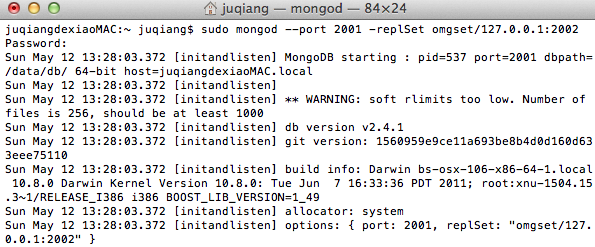 juqiang — mongod — 84×24
juqiangdexiaoMAC:~ juqiang$ sudo mongod --port 2001 -replSet omgset/127.0.0.1:2002
Password:
Sun May 12 13:28:03.372 [initandlisten] MongoDB starting : pid=537 port=2001 dbpath=
/data/db/ 64-bit host=juqiangdexiaoMAC.local
Sun May 12 13:28:03.372 [initandlisten]
Sun May 12 13:28:03.372 [initandlisten] ** WARNING: soft rlimits too low. Number of
files is 256, should be at least 1000
Sun May 12 13:28:03.372 [initandlisten] db version v2.4.1
Sun May 12 13:28:03.372 [initandlisten] git version: 1560959e9ce11a693be8b4d0d160d63
3eee75110
Sun May 12 13:28:03.372 [initandlisten] build info: Darwin bs-osx-106-x86-64-1.local
10.8.0 Darwin Kernel Version 10.8.0: Tue Jun  7 16:33:36 PDT 2011; root:xnu-1504.15
.3~1/RELEASE_I386 i386 BOOST_LIB_VERSION=1_49
Sun May 12 13:28:03.372 [initandlisten] allocator: system
Sun May 12 13:28:03.372 [initandlisten] options: { port: 2001, replSet: "omgset/127.
0.0.1:2002" }